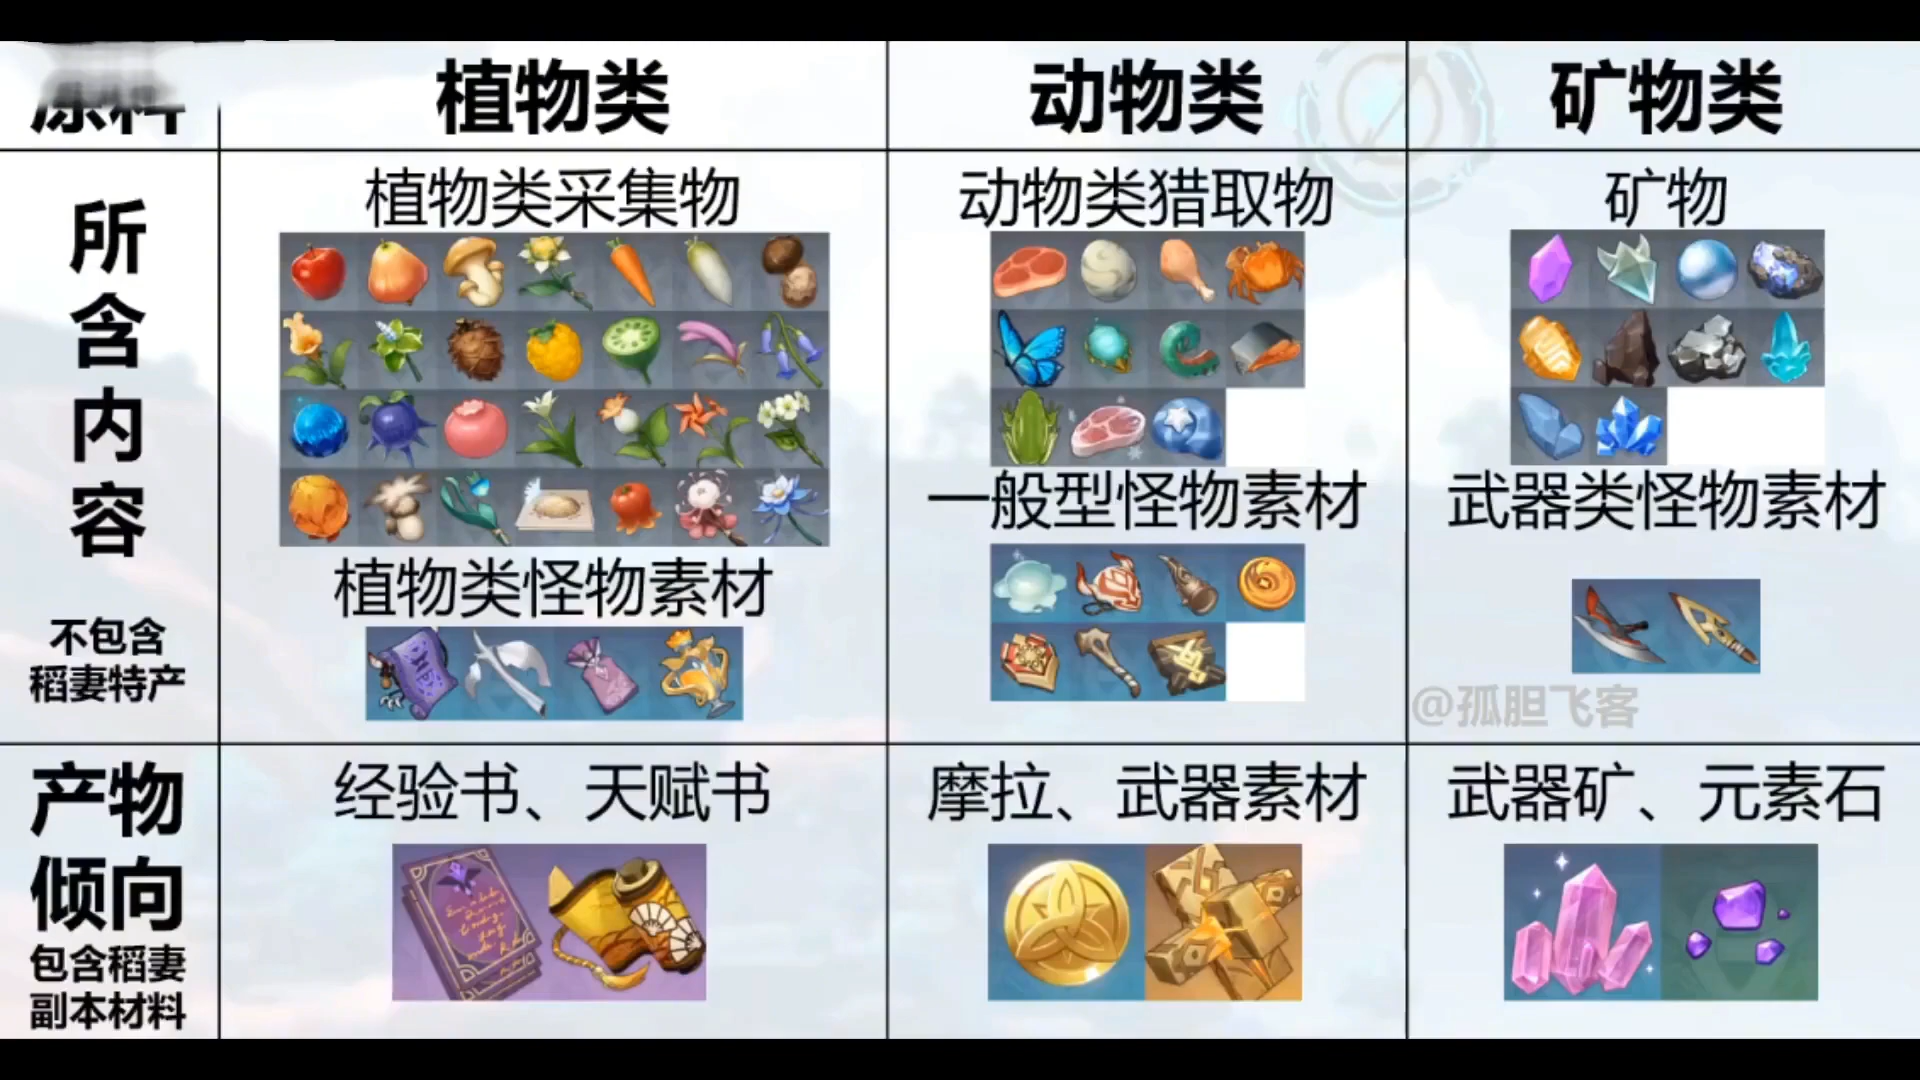 原料
植物类
动物类
矿物类
所含内容
不包含
稻妻特产
植物类采集物
植物类怪物素材
动物类猎取物
一般型怪物素材
矿物
武器类怪物素材
@孤胆飞客
产物
倾向
包含稻妻
副本材料
经验书、天赋书
摩拉、武器素材
武器矿、元素石